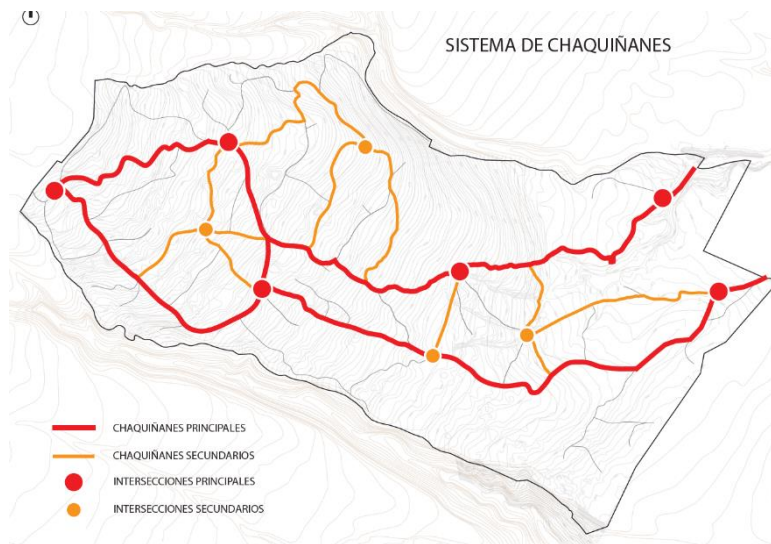 SISTEMA DE CHAQUIÑANES
CHAQUIÑANES PRINCIPALES
CHAQUIÑANES SECUNDARIOS
INTERSECCIONES PRINCIPALES
INTERSECCIONES SECUNDARIOS